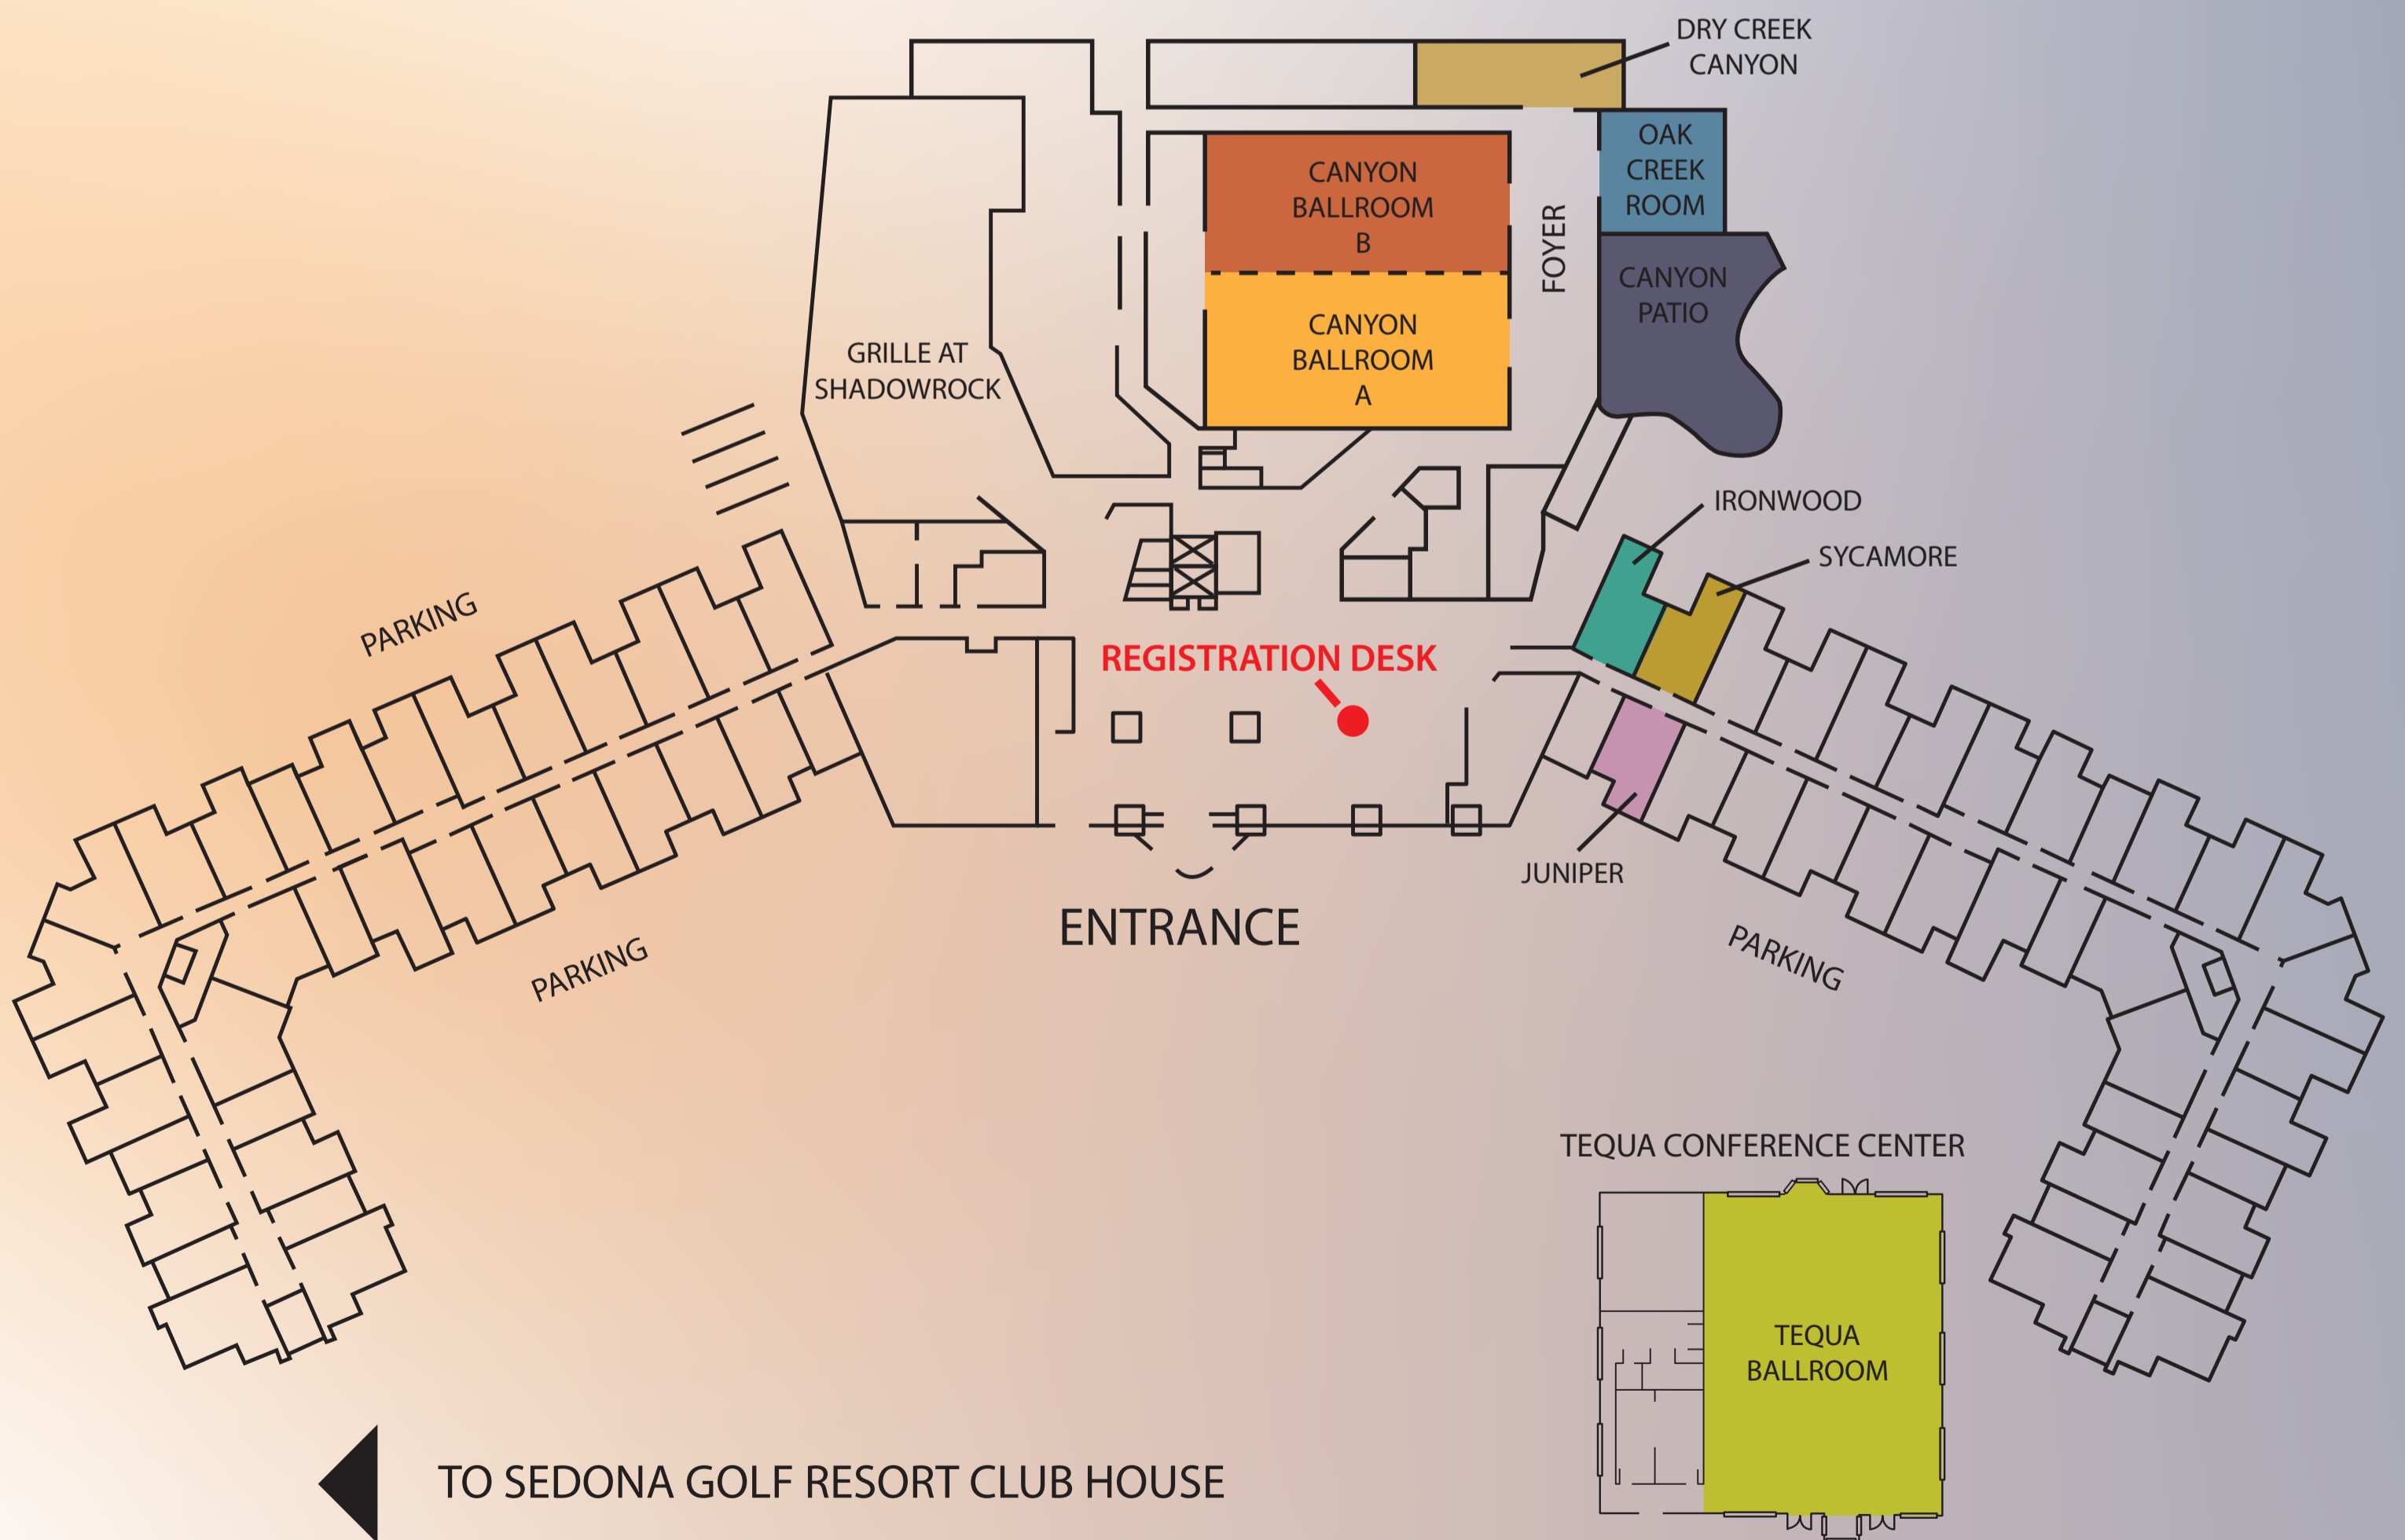 DRY CREEK
CANYON
OAK
CREEK
ROOM
CANYON
BALLROOM
B
FOYER
CANYON
PATIO
CANYON
BALLROOM
A
GRILLE AT
SHADOWROCK
IRONWOOD
SYCAMORE
PARKING
REGISTRATION DESK
JUNIPER
ENTRANCE
PARKING
PARKING
TEQUA CONFERENCE CENTER
TEQUA
BALLROOM
TO SEDONA GOLF RESORT CLUB HOUSE